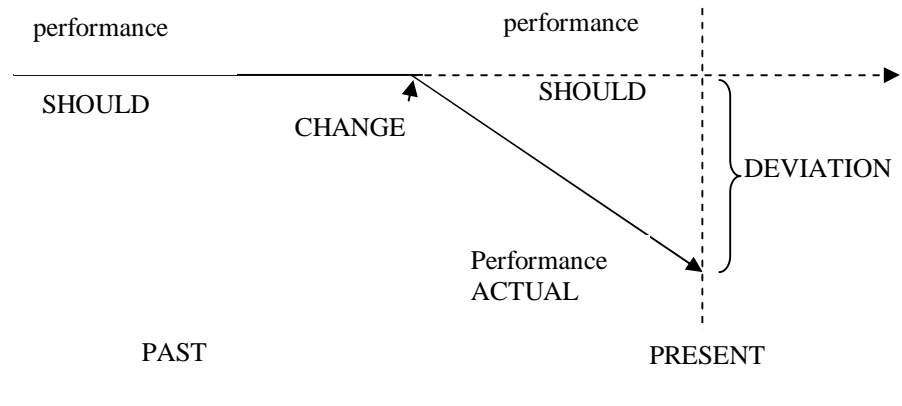 performance
performance
SHOULD
SHOULD
CHANGE
DEVIATION
Performance
ACTUAL
PAST
PRESENT